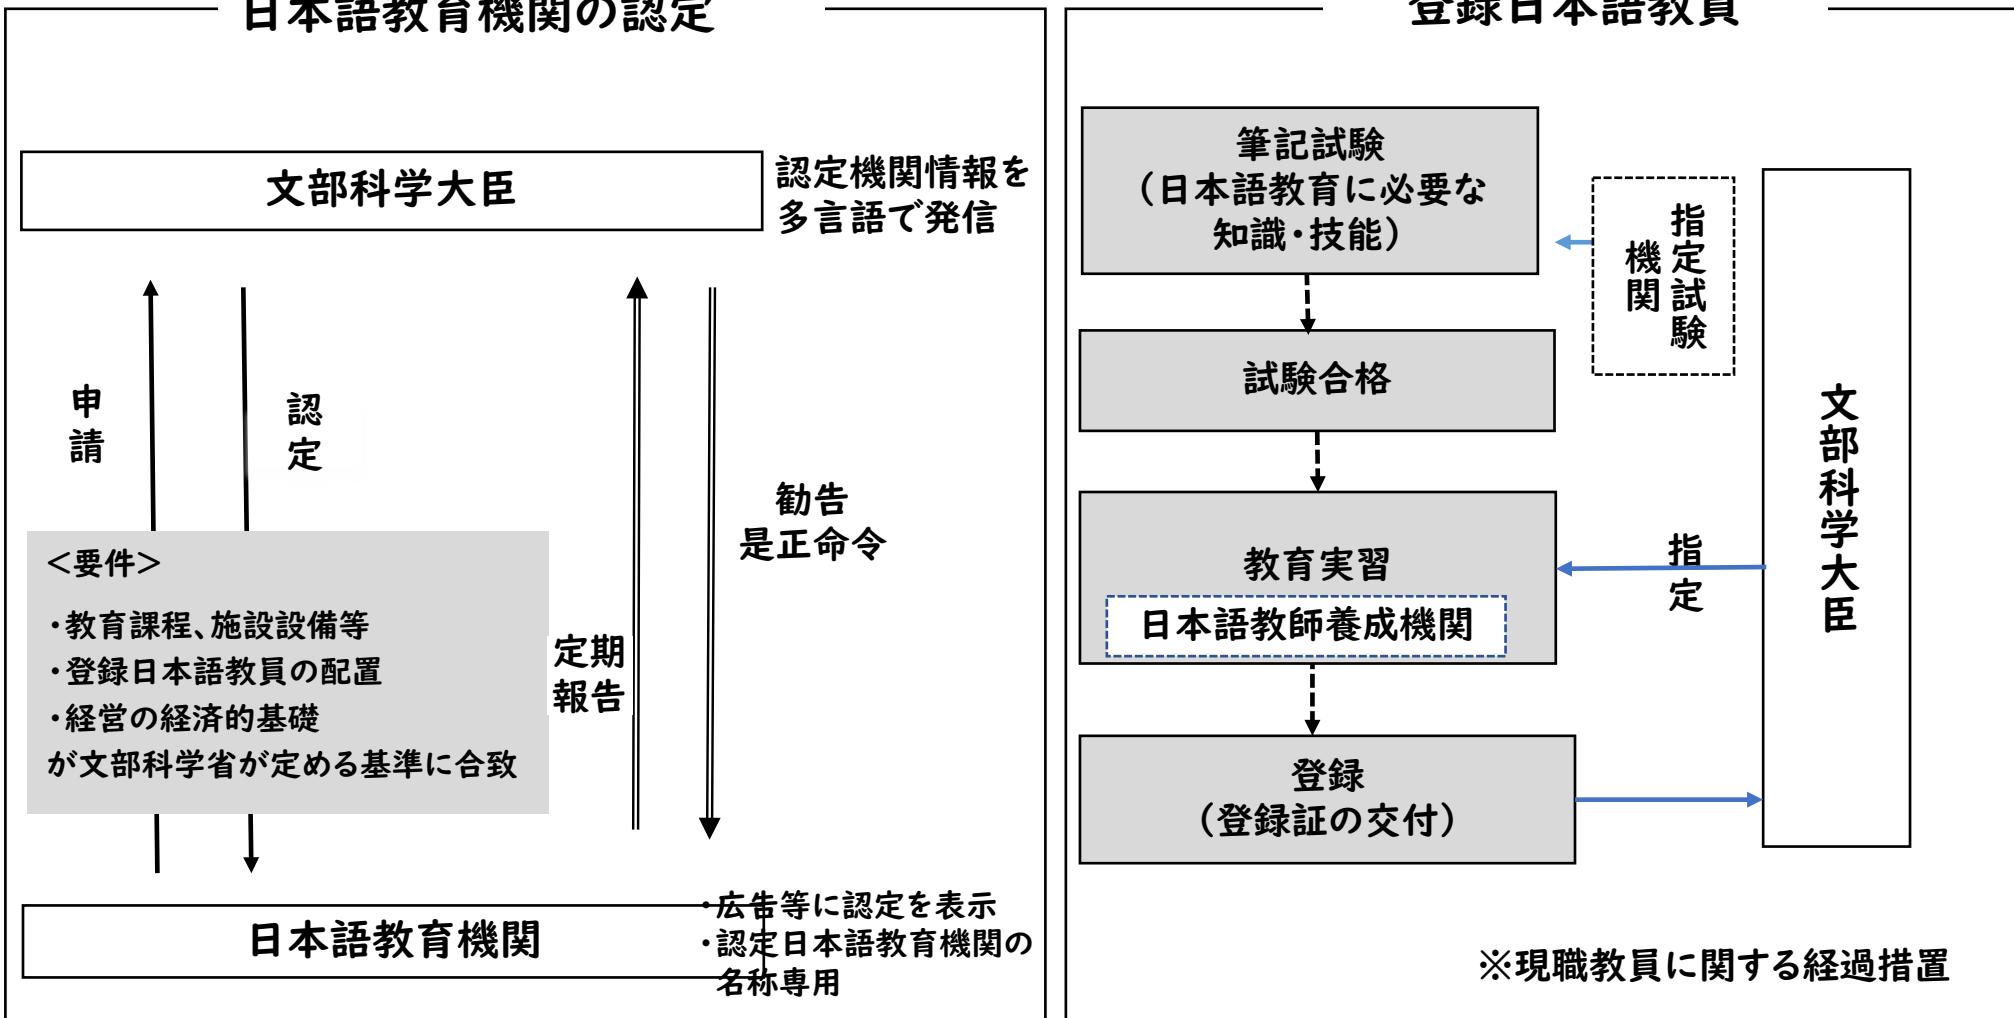 日本語教育機関の認定
文部科学大臣
認定機関情報を
多言語で発信
申
請
認
定
勧告
是正命令
＜要件＞
・教育課程、施設設備等
・登録日本語教員の配置
・経営の経済的基礎
が文部科学省が定める基準に合致
定期
報告
日本語教育機関
・広告等に認定を表示
・認定日本語教育機関の
名称専用
登録日本語教員
筆記試験
（日本語教育に必要な
知識・技能）
指定試験
機関
試験合格
教育実習
日本語教師養成機関
指
定
文部科学大臣
登録
（登録証の交付）
※現職教員に関する経過措置